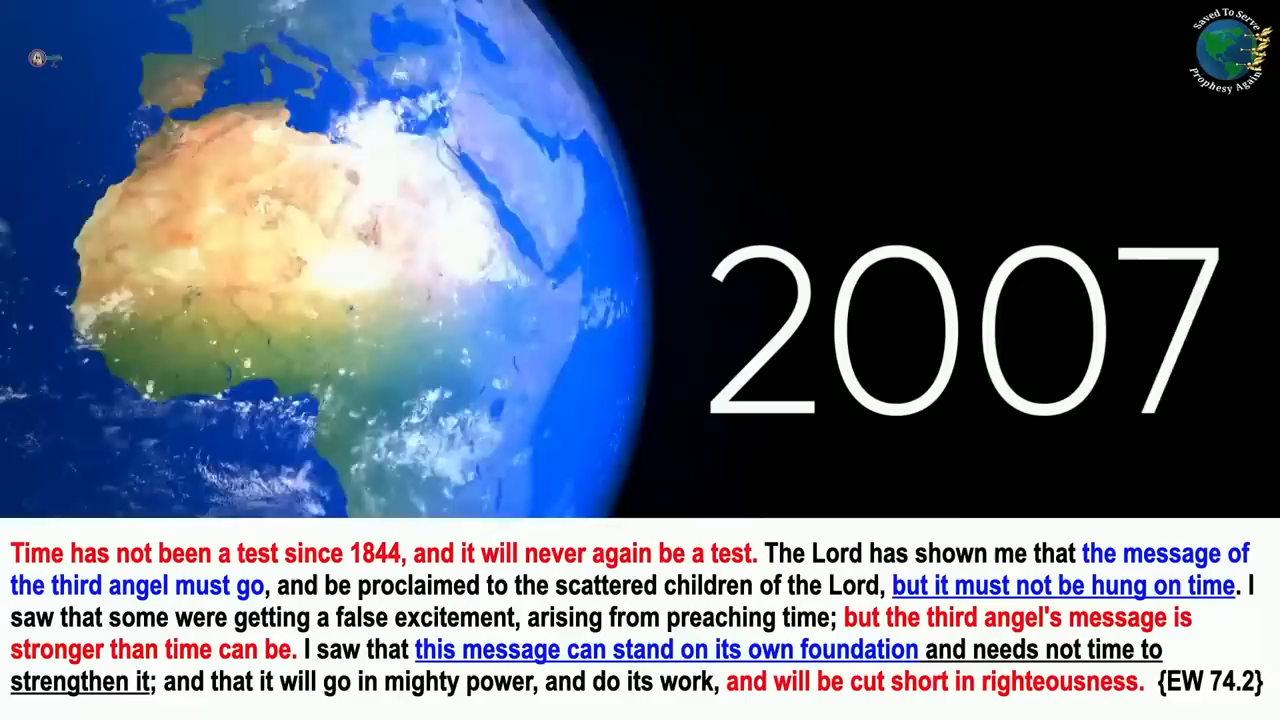 Saved To Serve
Prophesy Again
2007
Time has not been a test since 1844, and it will never again be a test. The Lord has shown me that the message of
the third angel must go, and be proclaimed to the scattered children of the Lord, but it must not be hung on time. I
saw that some were getting a false excitement, arising from preaching time; but the third angel's message is
stronger than time can be. I saw that this message can stand on its own foundation and needs not time to
strengthen it; and that it will go in mighty power, and do its work, and will be cut short in righteousness. {EW 74.2}